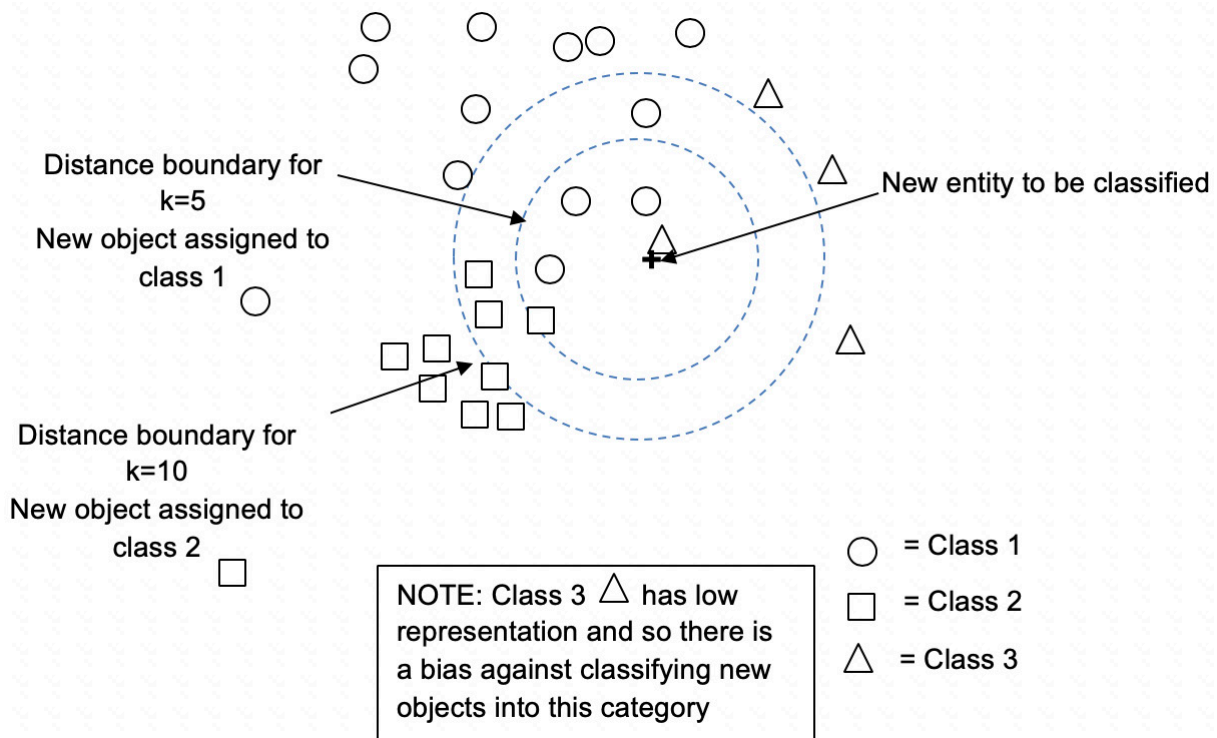 Distance boundary for
k=5
New object assigned to
class 1
New entity to be classified
Distance boundary for
k=10
New object assigned to
class 2
NOTE: Class 3 has low
representation and so there is
a bias against classifying new
objects into this category
= Class 1
= Class 2
= Class 3